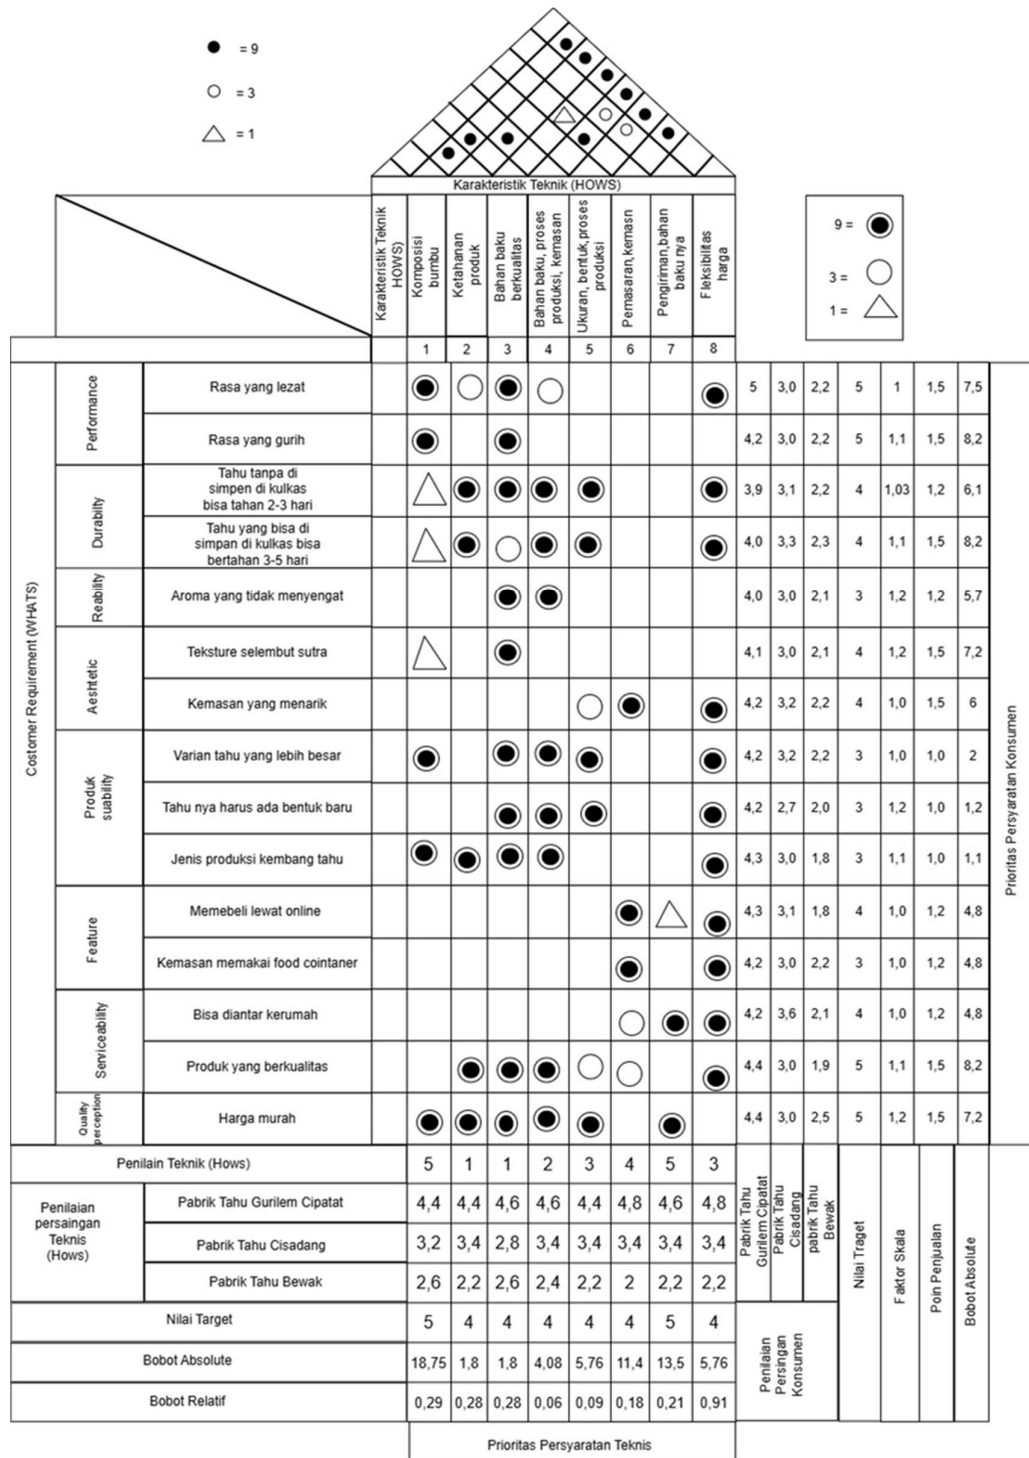 = 9
= 3
= 1
Karakteristik Teknik (HOWS)
Karakteristik Teknik
HOWS)
Komposisi
bumbu
Ketahanan
produk
Bahan baku
berkualitas
Bahan baku, proses
produksi, kemasan
Ukuran, bentuk,proses
produksi
Pemasaran,kemasn
Pengiriman,bahan
baku nya
Fleksibilitas
harga
9 =
3 =
1 =
1 2 3 4 5 6 7 8
Costomer Requirement (WHATS)
Prioritas Persyaratan Konsumen
Performance
Rasa yang lezat
5 3,0 2,2 5 1 1,5 7,5
Rasa yang gurih
4,2 3,0 2,2 5 1,1 1,5 8,2
Durabilty
Tahu tanpa di
simpen di kulkas
bisa tahan 2-3 hari
3,9 3,1 2,2 4 1,03 1,2 6,1
Tahu yang bisa di
simpan di kulkas bisa
bertahan 3-5 hari
4,0 3,3 2,3 4 1,1 1,5 8,2
Reability
Aroma yang tidak menyengat
4,0 3,0 2,1 3 1,2 1,2 5,7
Aeshtetic
Teksture selembut sutra
4,1 3,0 2,1 4 1,2 1,5 7,2
Kemasan yang menarik
4,2 3,2 2,2 4 1,0 1,5 6
Produk
suability
Varian tahu yang lebih besar
4,2 3,2 2,2 3 1,0 1,0 2
Tahu nya harus ada bentuk baru
4,2 2,7 2,0 3 1,2 1,0 1,2
Jenis produksi kembang tahu
4,3 3,0 1,8 3 1,1 1,0 1,1
Feature
Memebeli lewat online
4,3 3,1 1,8 4 1,0 1,2 4,8
Kemasan memakai food cointaner
4,2 3,0 2,2 3 1,0 1,2 4,8
Serviceability
Bisa diantar kerumah
4,2 3,6 2,1 4 1,0 1,2 4,8
Produk yang berkualitas
4,4 3,0 1,9 5 1,1 1,5 8,2
Quality
perception
Harga murah
4,4 3,0 2,5 5 1,2 1,5 7,2
Penilain Teknik (Hows)
5 1 1 2 3 4 5 3
Penilaian
persaingan
Teknis
(Hows)
Pabrik Tahu Gurilem Cipatat
4,4 4,4 4,6 4,6 4,4 4,8 4,6 4,8
Pabrik Tahu Cisadang
3,2 3,4 2,8 3,4 3,4 3,4 3,4 3,4
Pabrik Tahu Bewak
2,6 2,2 2,6 2,4 2,2 2 2,2 2,2
Nilai Target
5 4 4 4 4 4 5 4
Bobot Absolute
18,75 1,8 1,8 4,08 5,76 11,4 13,5 5,76
Bobot Relatif
0,29 0,28 0,28 0,06 0,09 0,18 0,21 0,91
Pabrik Tahu
Gurilem Cipatat
Pabrik Tahu
Cisadang
pabrik Tahu
Bewak
Penilaian
Persingan
Konsumen
Nilai Traget
Faktor Skala
Poin Penjualan
Bobot Absolute
Prioritas Persyaratan Teknis